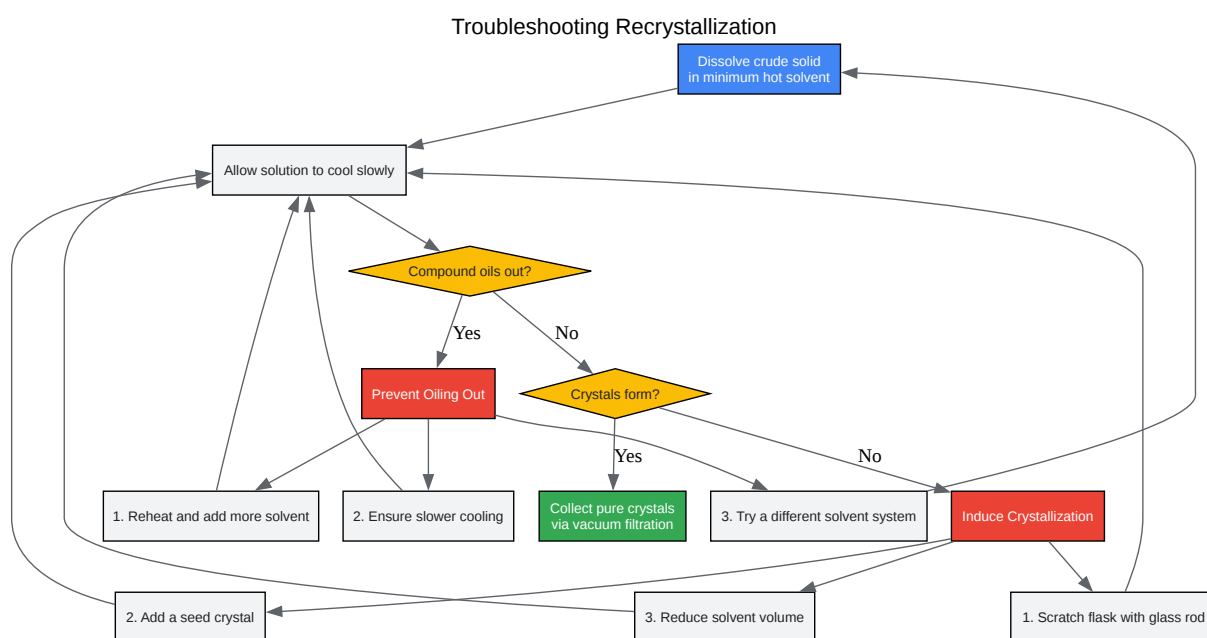 Troubleshooting Recrystallization
Dissolve crude solid
in minimum hot solvent
Allow solution to cool slowly
Compound oils out?
Yes
No
Prevent Oiling Out
Crystals form?
Yes
No
1. Reheat and add more solvent
2. Ensure slower cooling
Collect pure crystals
via vacuum filtration
3. Try a different solvent system
Induce Crystallization
2. Add a seed crystal
3. Reduce solvent volume
1. Scratch flask with glass rod